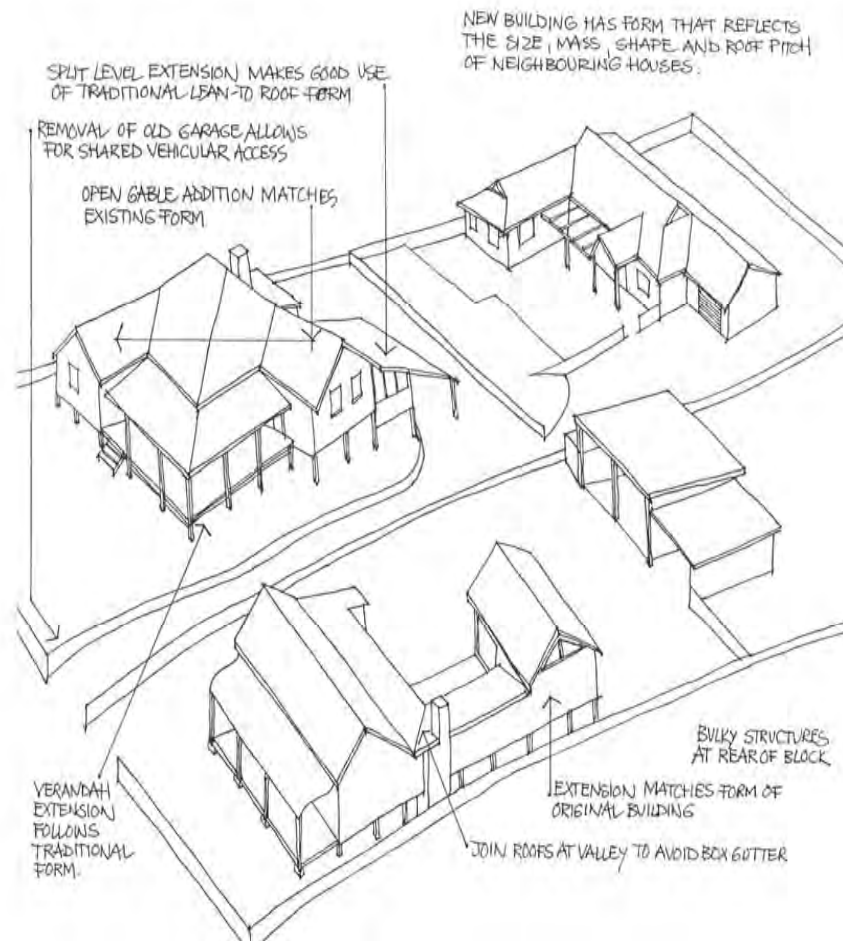 NEW BUILDING HAS FORM THAT REFLECTS
THE SIZE, MASS, SHAPE AND ROOF PITCH
OF NEIGHBOURING HOUSES.
SPLIT LEVEL EXTENSION MAKES GOOD USE
OF TRADITIONAL LEAN-TO ROOF FORM
REMOVAL OF OLD GARAGE ALLOWS
FOR SHARED VEHICULAR ACCESS
OPEN GABLE ADDITION MATCHES
EXISTING FORM
BULKY STRUCTURES
AT REAR OF BLOCK
VERANDAH
EXTENSION
FOLLOWS
TRADITIONAL
FORM.
EXTENSION MATCHES FORM OF
ORIGINAL BUILDING
JOIN ROOFS AT VALLEY TO AVOID BOX GUTTER